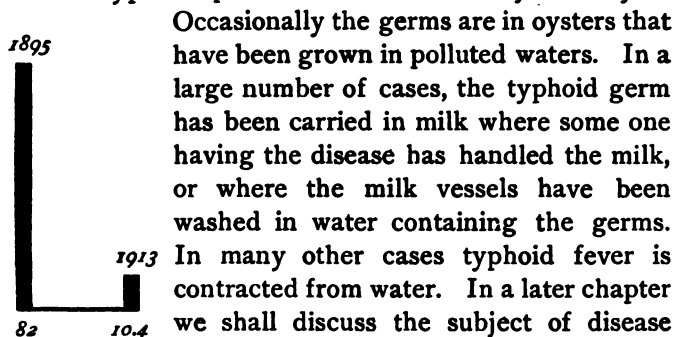 Occasionally the germs are in oysters that
1895
have been grown in polluted waters. In a
large number of cases, the typhoid germ
has been carried in milk where some one
having the disease has handled the milk,
or where the milk vessels have been
washed in water containing the germs.
1913
In many other cases typhoid fever is
contracted from water. In a later chapter
82 10.4
we shall discuss the subject of disease